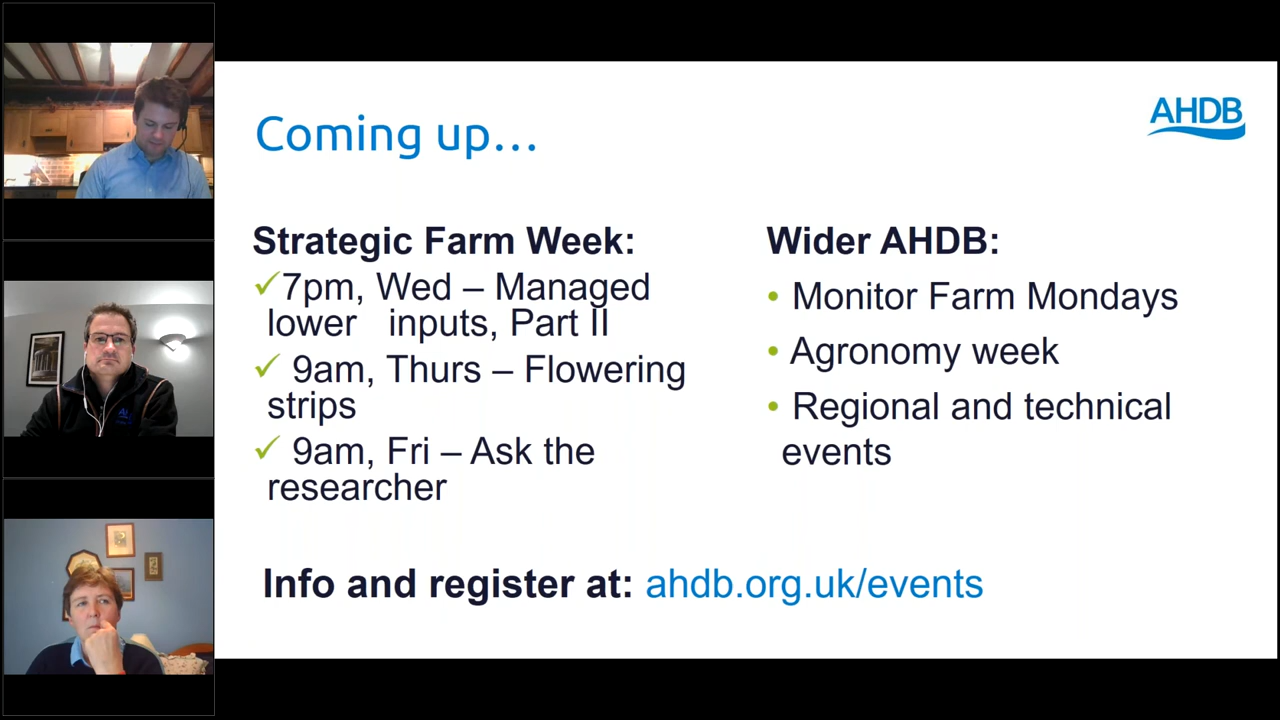 AHDB
Coming up…
Strategic Farm Week:
7pm, Wed – Managed
lower inputs, Part II
9am, Thurs – Flowering
strips
9am, Fri – Ask the
researcher
Wider AHDB:
• Monitor Farm Mondays
• Agronomy week
• Regional and technical
events
Info and register at: ahdb.org.uk/events